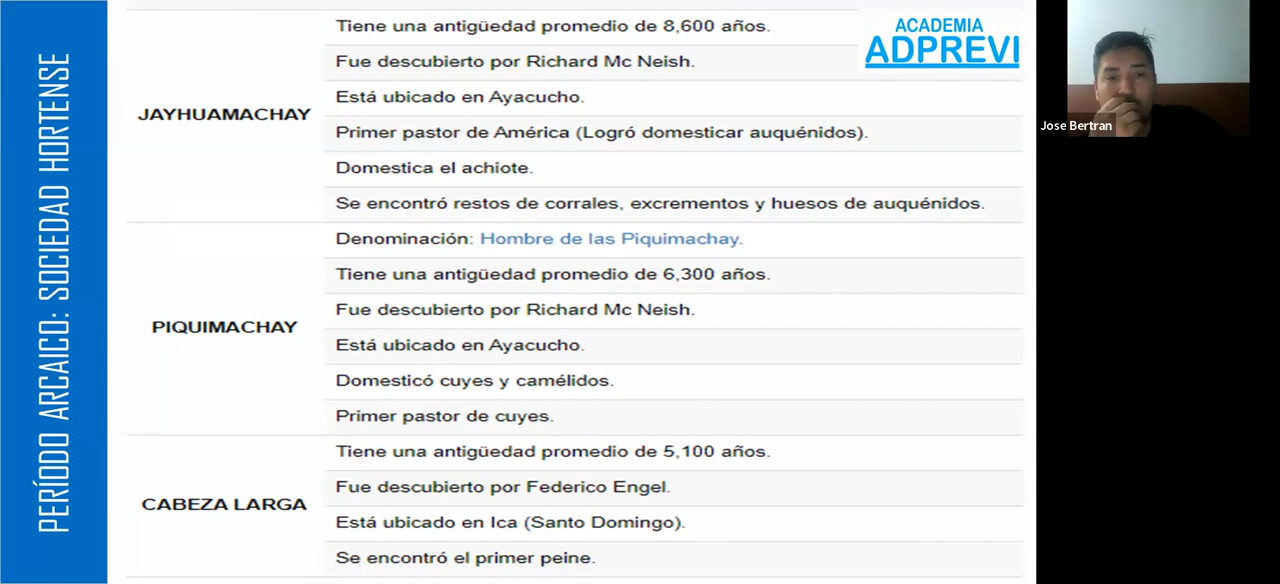 PERÍODO ARCAICO: SOCIEDAD HORTENSE
ACADEMIA
ADPREVI
JAYHUAMACHAY
Tiene una antigüedad promedio de 8,600 años.
Fue descubierto por Richard Mc Neish.
Está ubicado en Ayacucho.
Primer pastor de América (Logró domesticar auquénidos).
Domestica el achiote.
Se encontró restos de corrales, excrementos y huesos de auquénidos.
PIQUIMACHAY
Denominación: Hombre de las Piquimachay.
Tiene una antigüedad promedio de 6,300 años.
Fue descubierto por Richard Mc Neish.
Está ubicado en Ayacucho.
Domesticó cuyes y camélidos.
Primer pastor de cuyes.
CABEZA LARGA
Tiene una antigüedad promedio de 5,100 años.
Fue descubierto por Federico Engel.
Está ubicado en Ica (Santo Domingo).
Se encontró el primer peine.
Jose Bertran